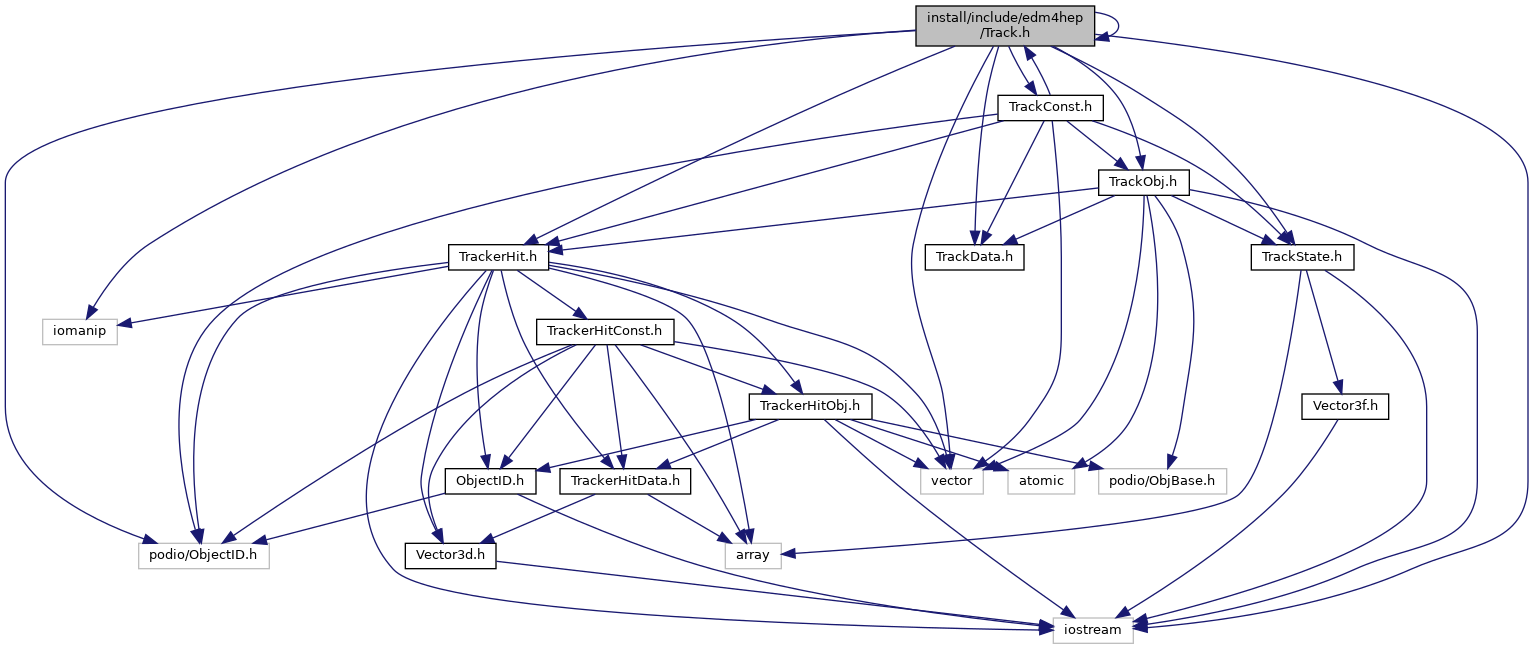 install/include/edm4hep
/Track.h
TrackConst.h
TrackObj.h
TrackerHit.h
TrackData.h
TrackState.h
iomanip
TrackerHitConst.h
TrackerHitObj.h
Vector3f.h
ObjectID.h
TrackerHitData.h
vector
atomic
podio/ObjBase.h
podio/ObjectID.h
Vector3d.h
array
iostream